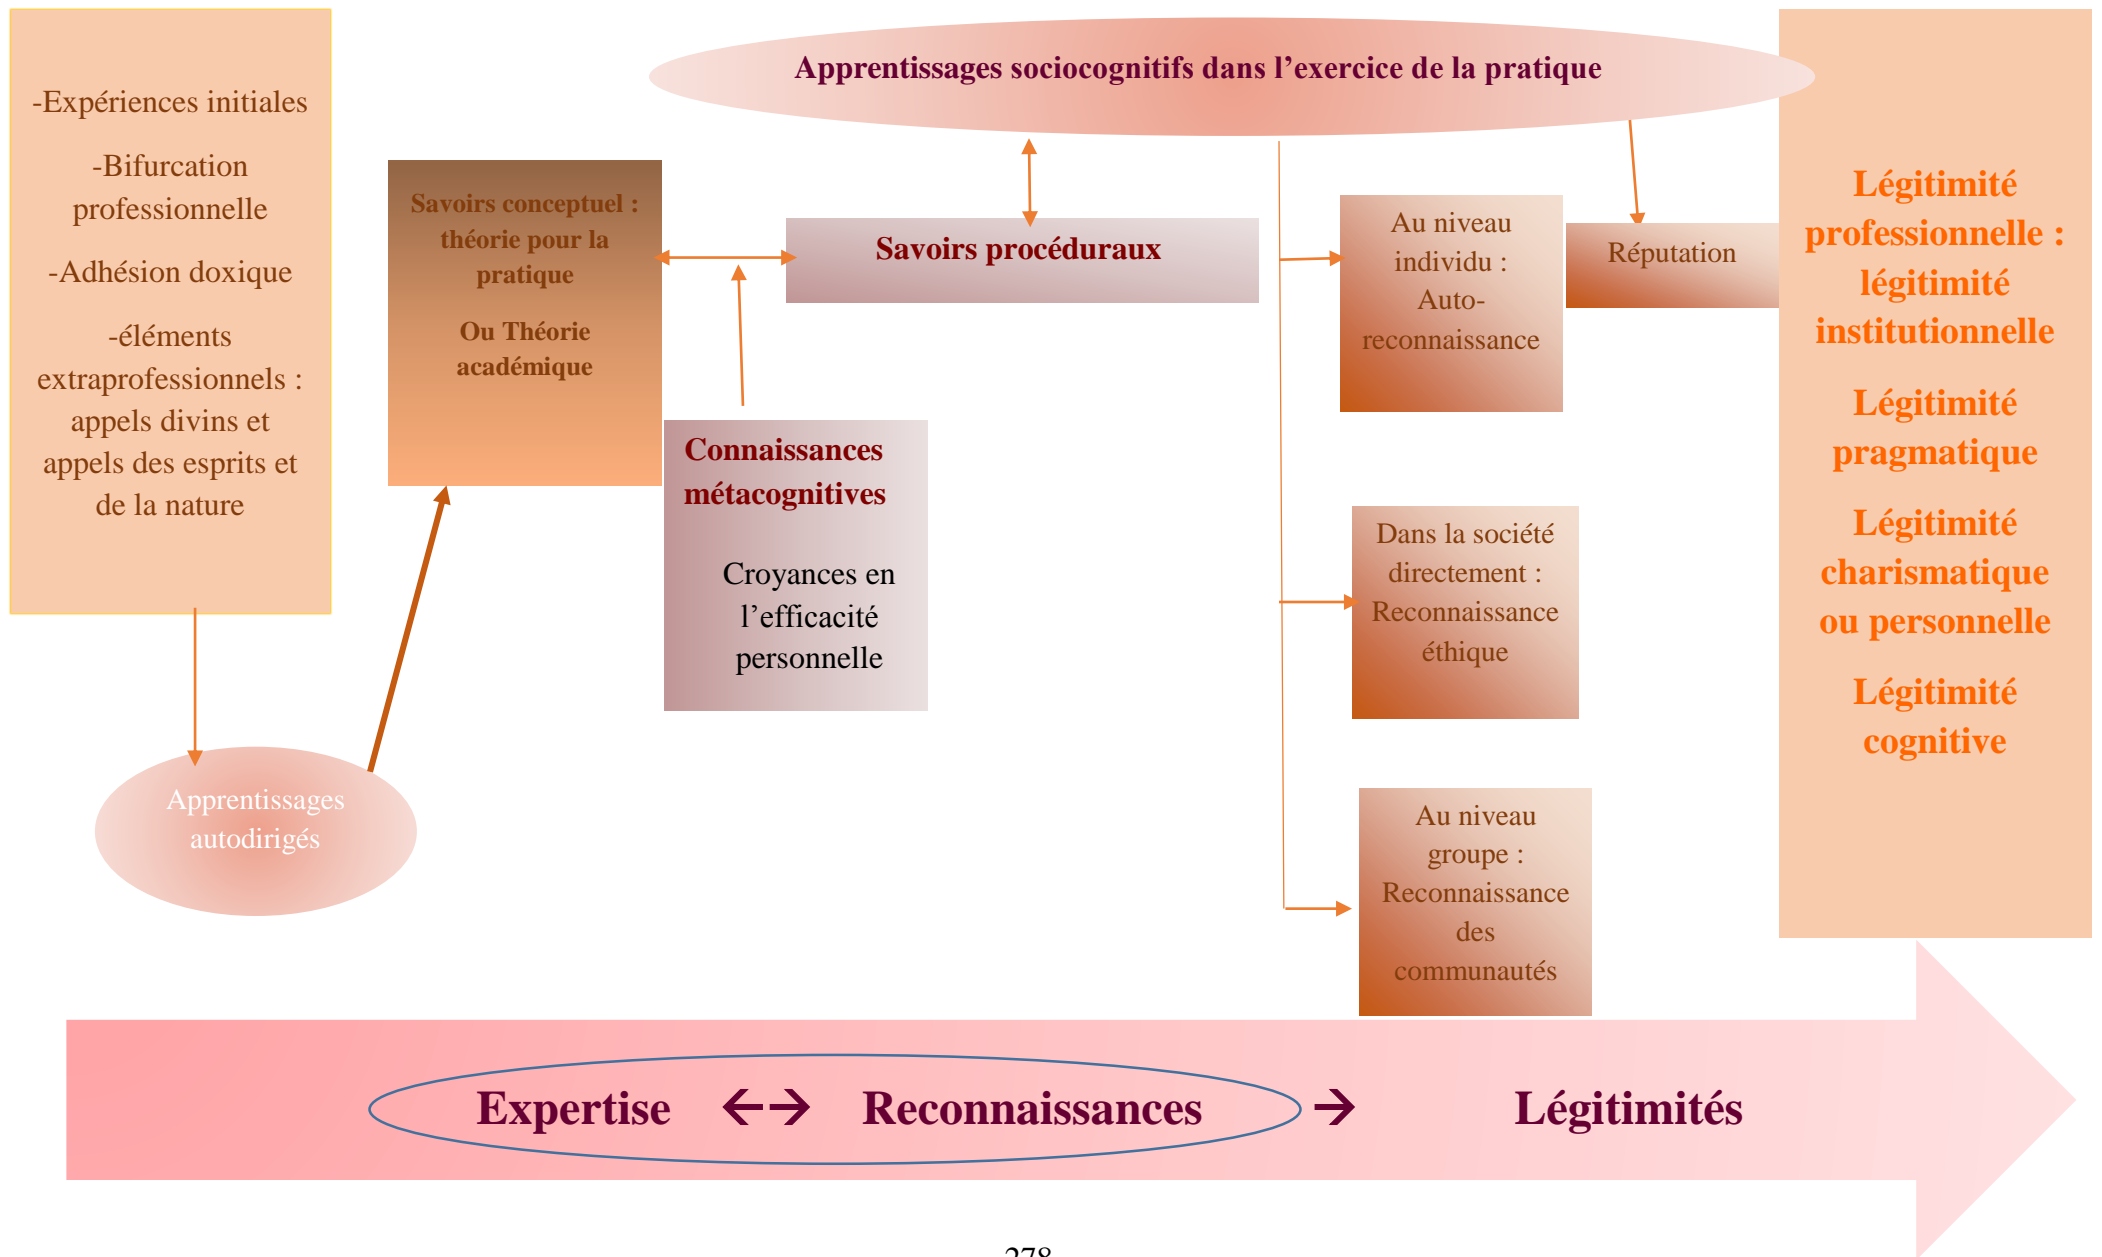 -Expériences initiales
-Bifurcation
professionnelle
-Adhésion doxique
-éléments
extraprofessionnels :
appels divins et
appels des esprits et
de la nature
Apprentissages
autodirigés
Savoirs conceptuel :
théorie pour la
pratique
Ou Théorie
académique
Connaissances
métacognitives
Croyances en
l’efficacité
personnelle
Apprentissages sociocognitifs dans l’exercice de la pratique
Savoirs procéduraux
Au niveau
individu :
Auto-
reconnaissance
Réputation
Dans la société
directement :
Reconnaissance
éthique
Au niveau
groupe :
Reconnaissance
des
communautés
Légitimité
professionnelle :
légitimité
institutionnelle
Légitimité
pragmatique
Légitimité
charismatique
ou personnelle
Légitimité
cognitive
Expertise ←→ Reconnaissances → Légitimités
278